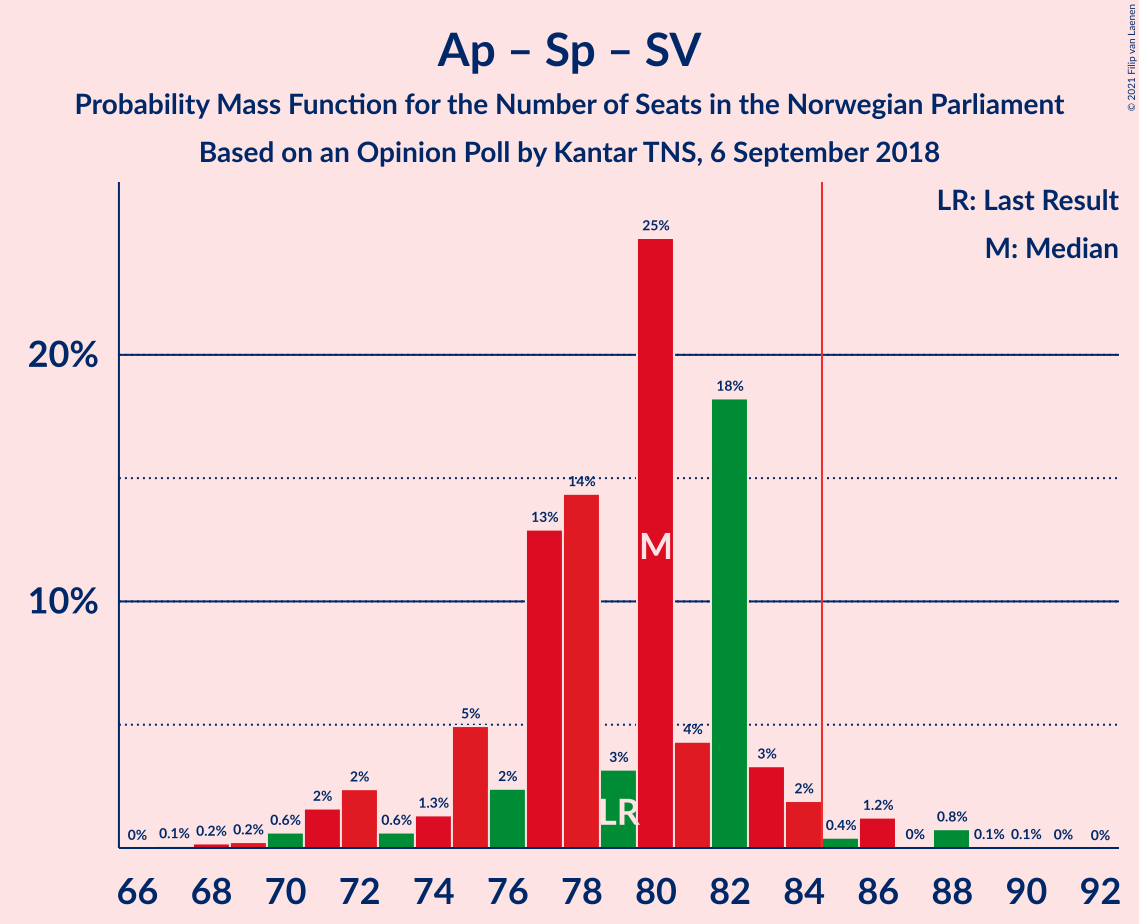 Ap – Sp – SV
Probability Mass Function for the Number of Seats in the Norwegian Parliament
Based on an Opinion Poll by Kantar TNS, 6 September 2018
© 2021 Filip van Laenen
LR: Last Result
M: Median
20%
10%
0% 0.1% 0.2% 0.2% 0.6% 2% 2% 0.6% 1.3% 5% 2% 13% 14% 3% 25% 4% 18% 3% 2% 0.4% 1.2% 0% 0.8% 0.1% 0.1% 0% 0%
M
LR
66 68 70 72 74 76 78 80 82 84 86 88 90 92